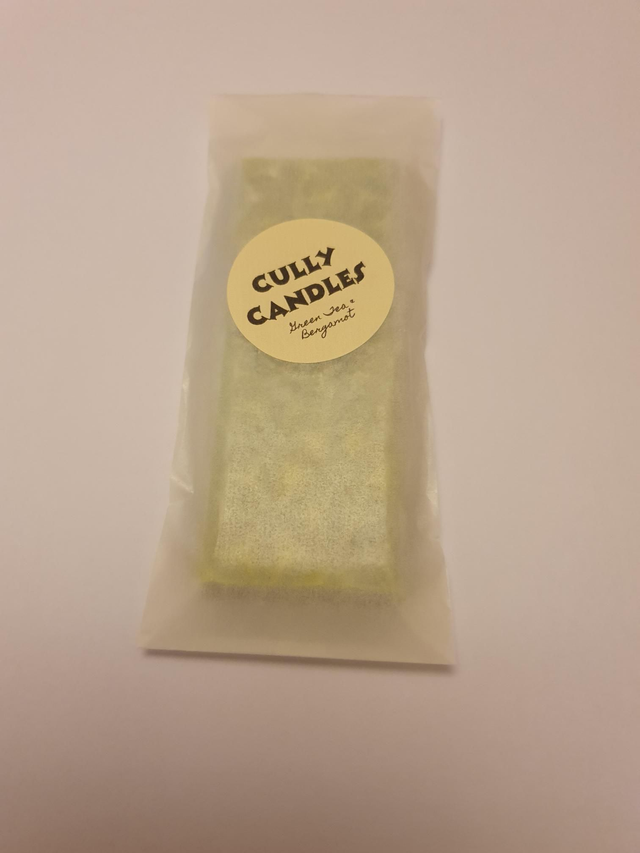 CULLY
CANDLES
Green Tea &
Bergamot